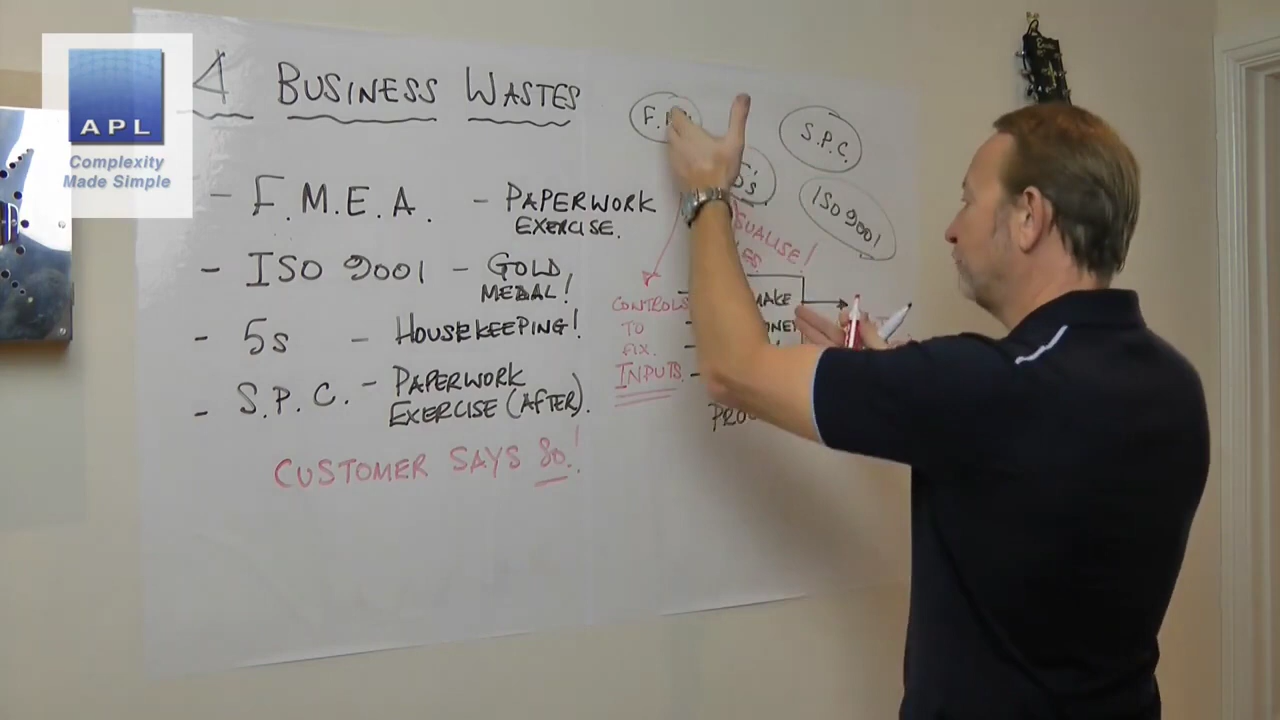 APL
Complexity
Made Simple
4 BUSINESS WASTES
- F.M.E.A. - PAPERWORK
EXERCISE.
- ISO 9001 - GOLD
MEDAL!
- 5s - HOUSEKEEPING!
- S.P.C. - PAPERWORK
EXERCISE (AFTER).
CUSTOMER SAYS SO!
S.P.C.
ISO 9001
CONTROLS
TO
FIX.
INPUTS.